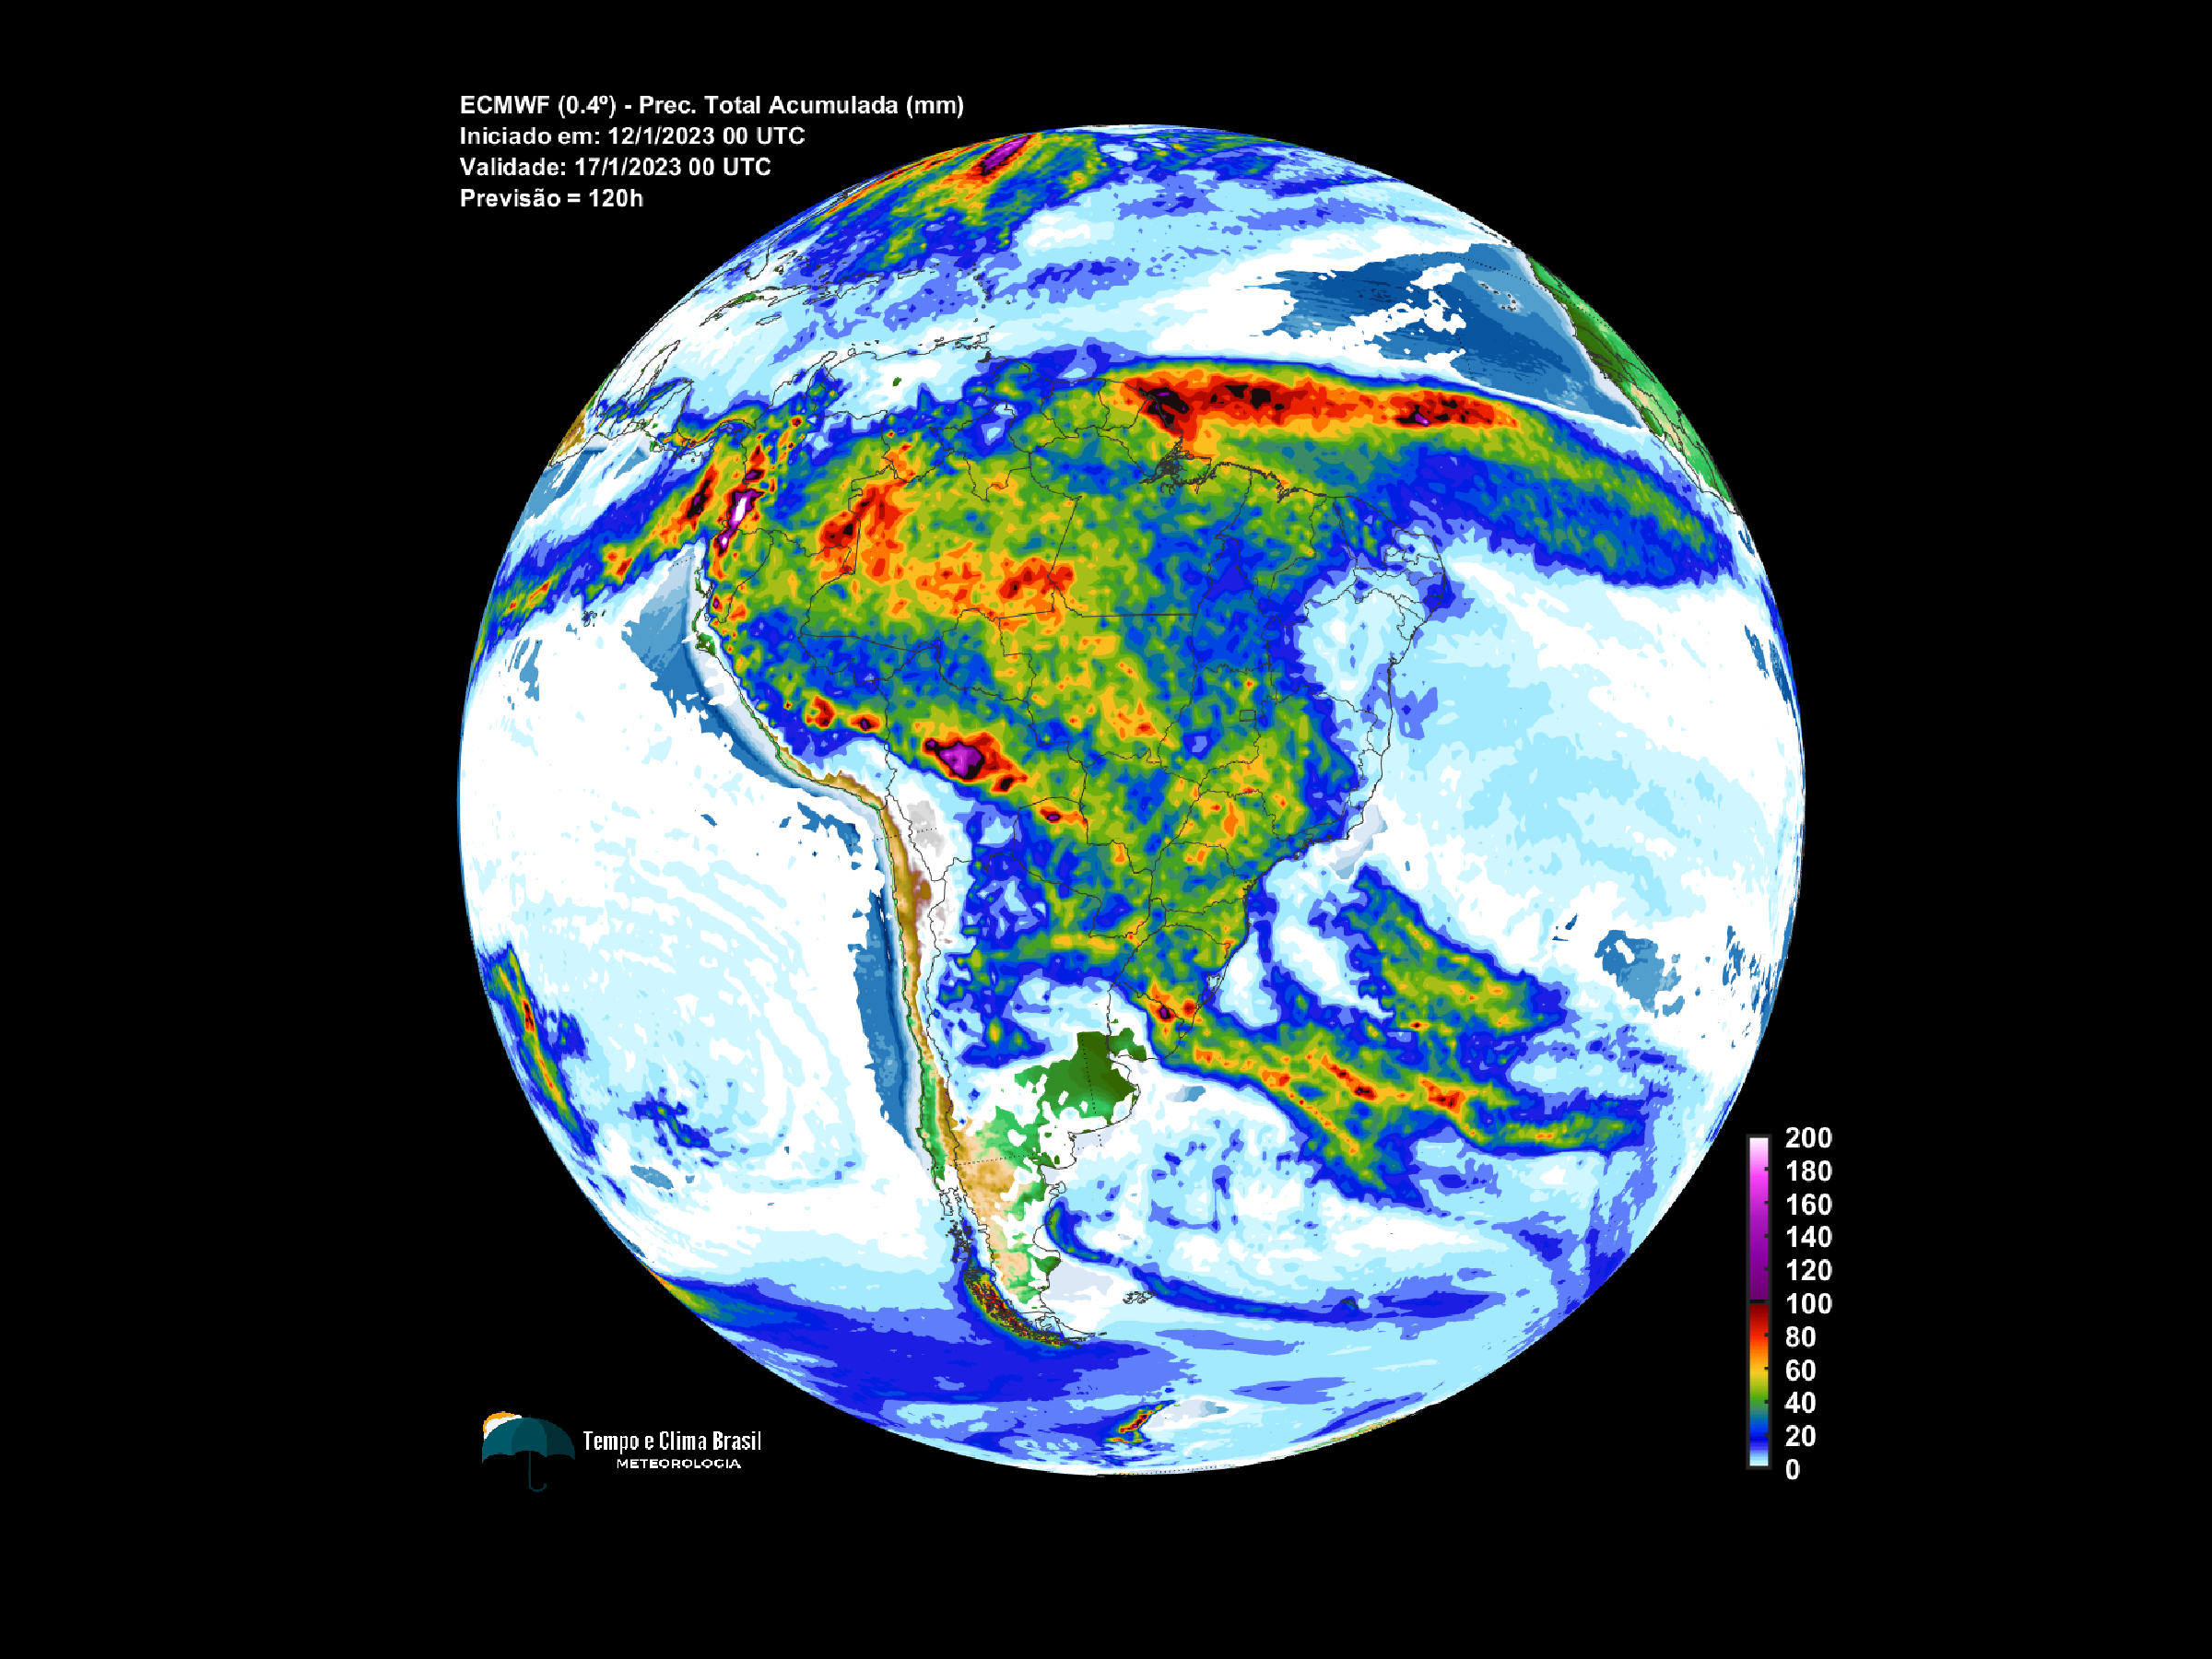 ECMWF (0.4º) - Prec. Total Acumulada (mm)
Iniciado em: 12/1/2023 00 UTC
Validade: 17/1/2023 00 UTC
Previsão = 120h
200
180
160
140
120
100
80
60
40
20
0
Tempo e Clima Brasil
METEOROLOGIA